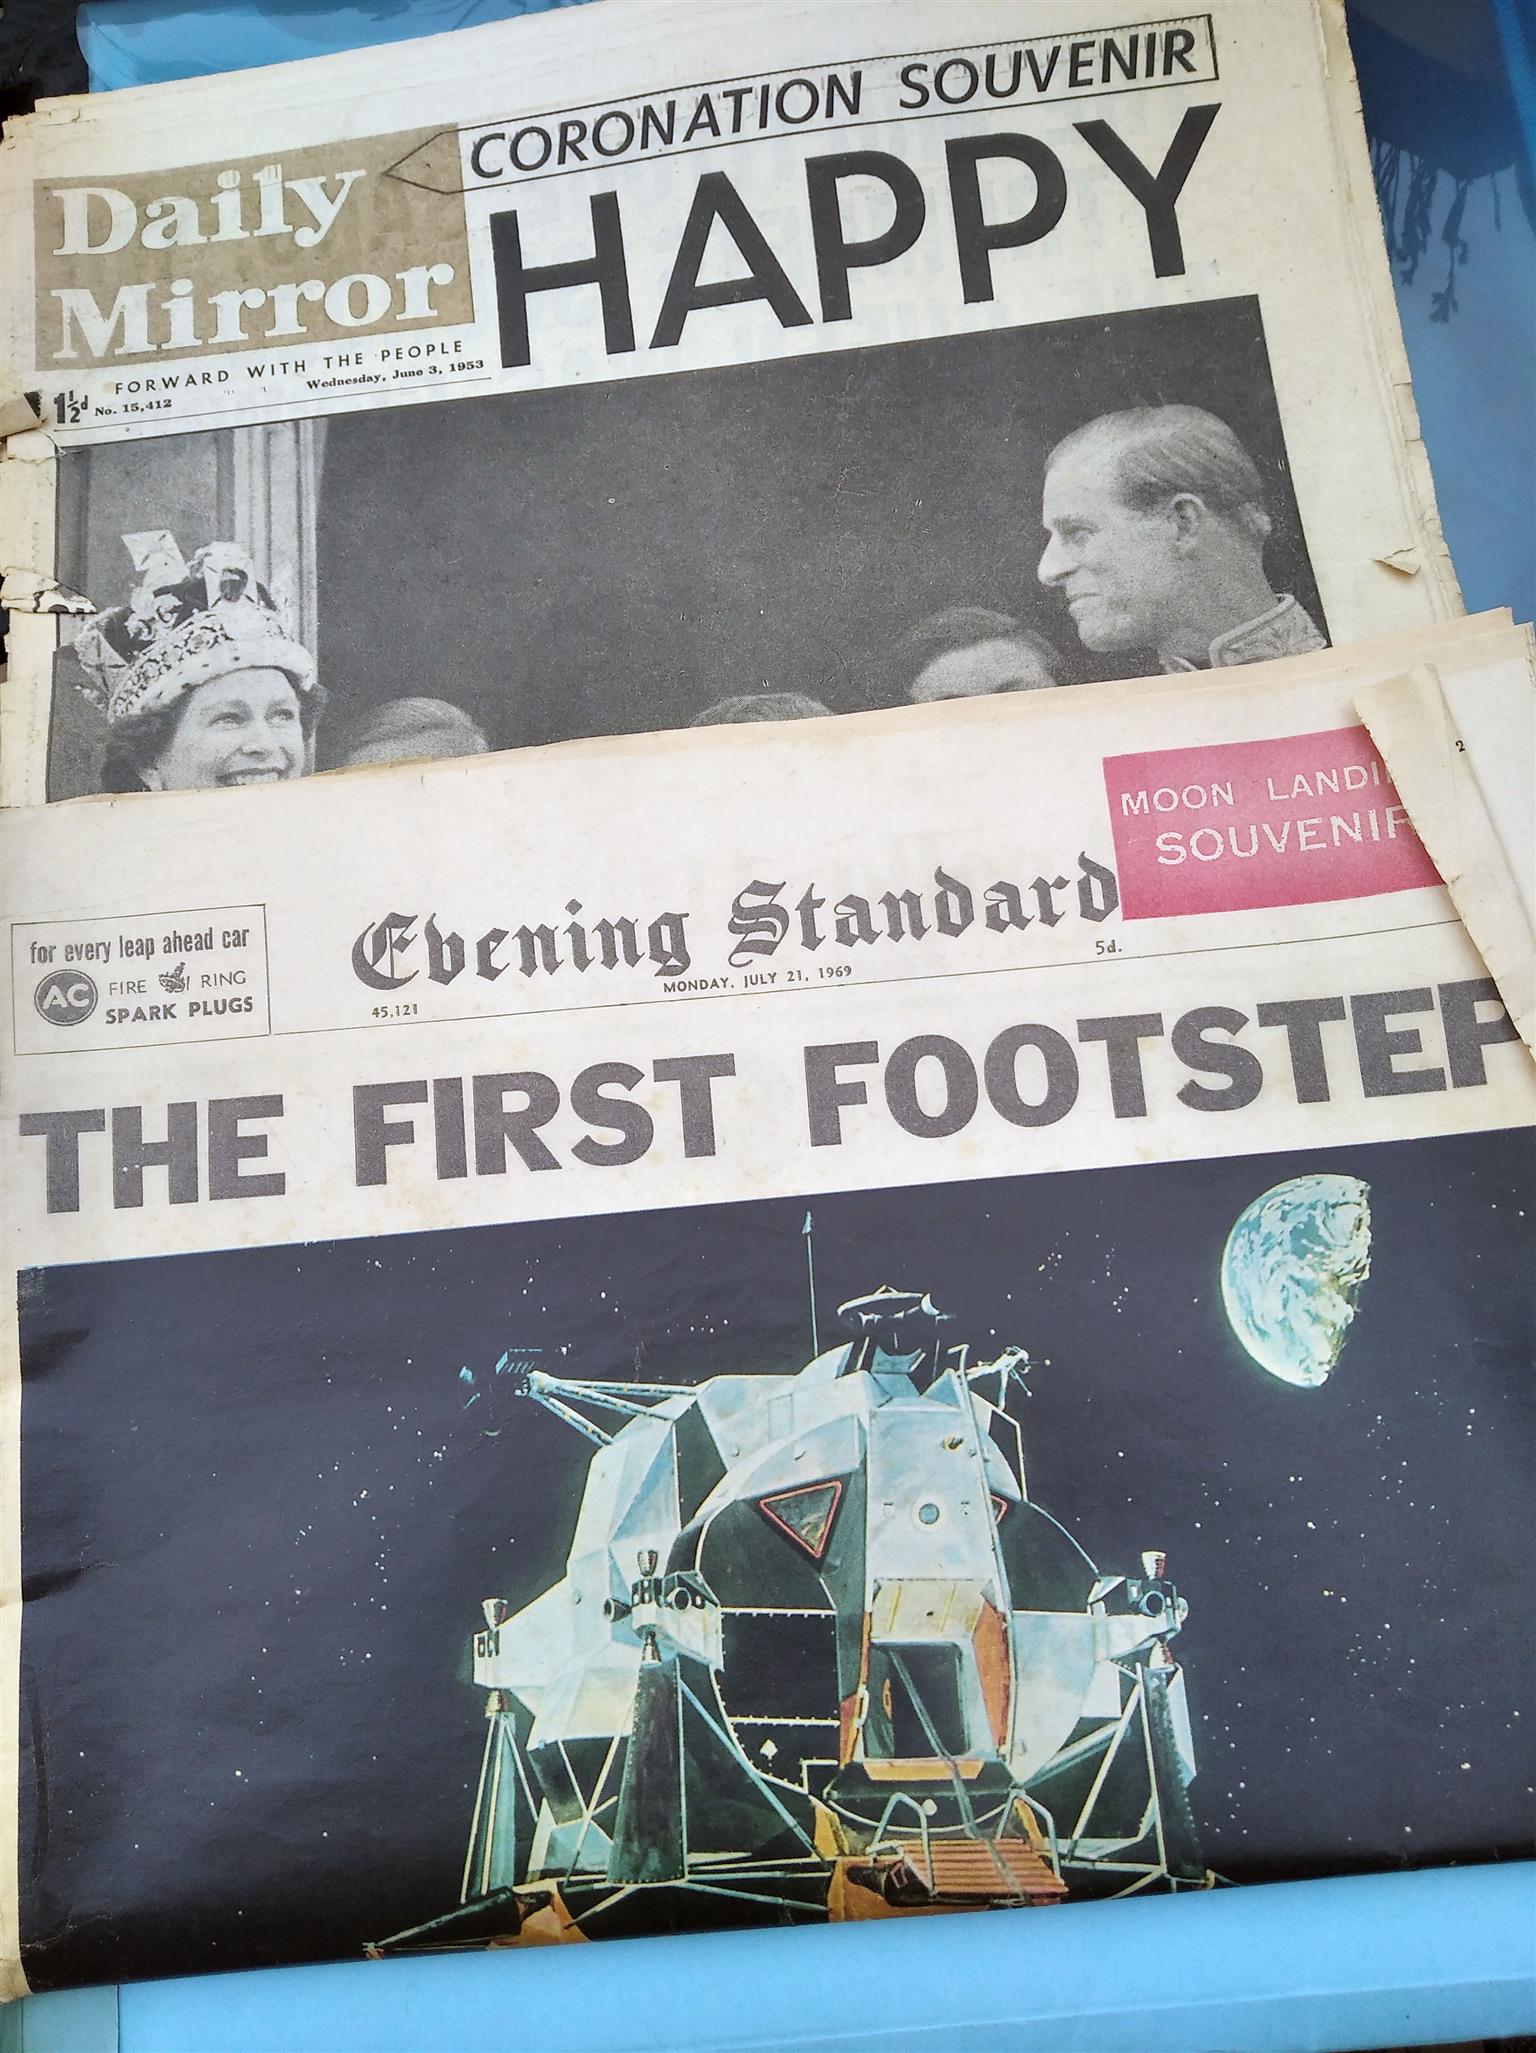 CORONATION SOUVENIR
Daily
Mirror
HAPPY
FORWARD WITH THE PEOPLE
1½d No. 15,412
Wednesday, June 3, 1953
MOON LANDI
SOUVENIR
2
for every leap ahead car
AC FIRE RING
SPARK PLUGS
Evening Standard
45,121
MONDAY, JULY 21, 1969
5d.
THE FIRST FOOTSTEP